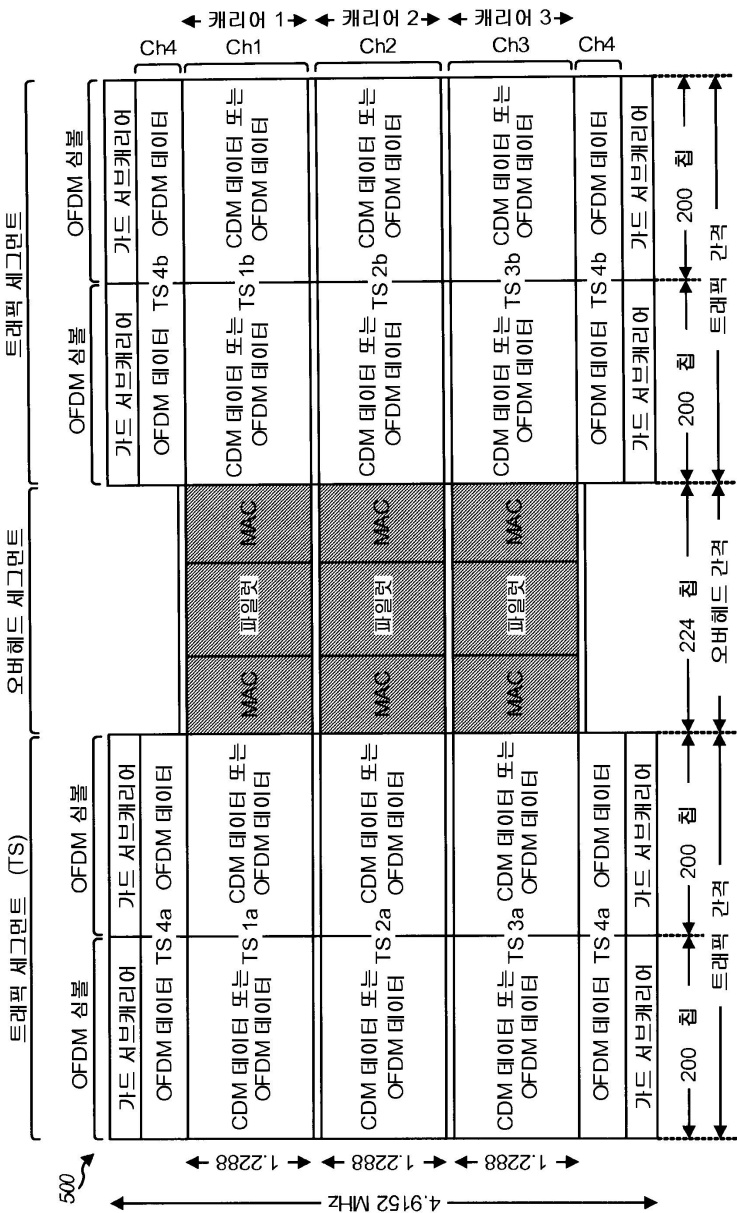 500
트래픽 세그먼트 (TS)
오버헤드 세그먼트
트래픽 세그먼트
OFDM 심볼
OFDM 심볼
OFDM 심볼
OFDM 심볼
가드 서브캐리어
가드 서브캐리어
가드 서브캐리어
가드 서브캐리어
OFDM 데이터
TS 4a
OFDM 데이터
OFDM 데이터
TS 4b
OFDM 데이터
Ch4
CDM 데이터 또는
OFDM 데이터
TS 1a
CDM 데이터 또는
OFDM 데이터
MAC
파일럿
MAC
CDM 데이터 또는
OFDM 데이터
TS 1b
CDM 데이터 또는
OFDM 데이터
Ch1
캐리어 1
1.2288
CDM 데이터 또는
OFDM 데이터
TS 2a
CDM 데이터 또는
OFDM 데이터
MAC
파일럿
MAC
CDM 데이터 또는
OFDM 데이터
TS 2b
CDM 데이터 또는
OFDM 데이터
Ch2
캐리어 2
1.2288
CDM 데이터 또는
OFDM 데이터
TS 3a
CDM 데이터 또는
OFDM 데이터
MAC
파일럿
MAC
CDM 데이터 또는
OFDM 데이터
TS 3b
CDM 데이터 또는
OFDM 데이터
Ch3
캐리어 3
1.2288
4.9152 MHz
OFDM 데이터
TS 4a
OFDM 데이터
OFDM 데이터
TS 4b
OFDM 데이터
Ch4
가드 서브캐리어
가드 서브캐리어
가드 서브캐리어
가드 서브캐리어
200 칩
200 칩
224 칩
200 칩
200 칩
트래픽 간격
오버헤드 간격
트래픽 간격